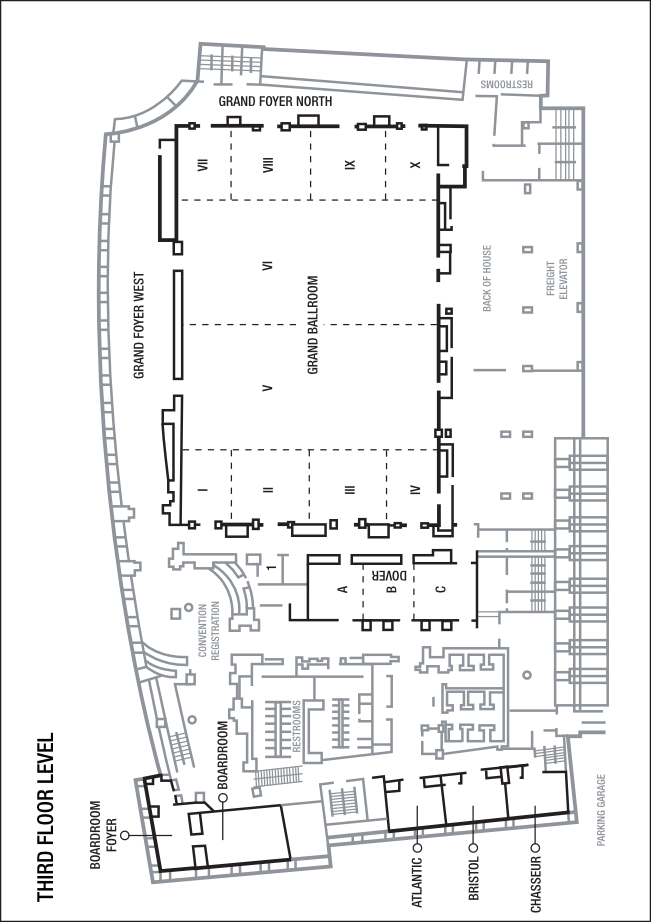 THIRD FLOOR LEVEL
GRAND FOYER NORTH
RESTROOMS
VII
VIII
IX
X
GRAND FOYER WEST
VI
GRAND BALLROOM
V
BACK OF HOUSE
FREIGHT
ELEVATOR
I
II
III
IV
1
A
B
C
DOVER
CONVENTION
REGISTRATION
RESTROOMS
BOARDROOM
BOARDROOM
FOYER
ATLANTIC
BRISTOL
CHASSEUR
PARKING GARAGE